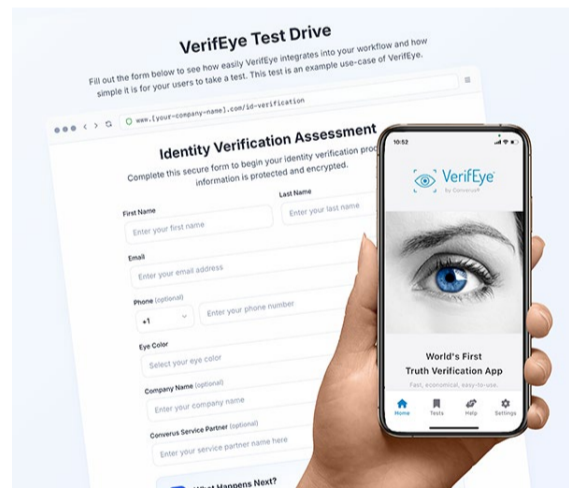 VerifEye Test Drive
Fill out the form below to see how easily VerifEye integrates into your workflow and how
simple it is for your users to take a test. This test is an example use-case of VerifEye.
www.[your-company-name].com/id-verification
Identity Verification Assessment
Complete this secure form to begin your identity verification
information is protected and encrypted.
First Name
Last Name
Enter your first name
Enter your last name
Email
Enter your email address
Phone (optional)
+1
Enter your phone number
Eye Color
Select your eye color
Company Name (optional)
Enter your company name
Converus Service Partner (optional)
Enter your service partner name here
What Happens Next?
10:52
VerifEye
by Converus®
World's First
Truth Verification App
Fast, economical, easy-to-use.
Home
Tests
Help
Settings